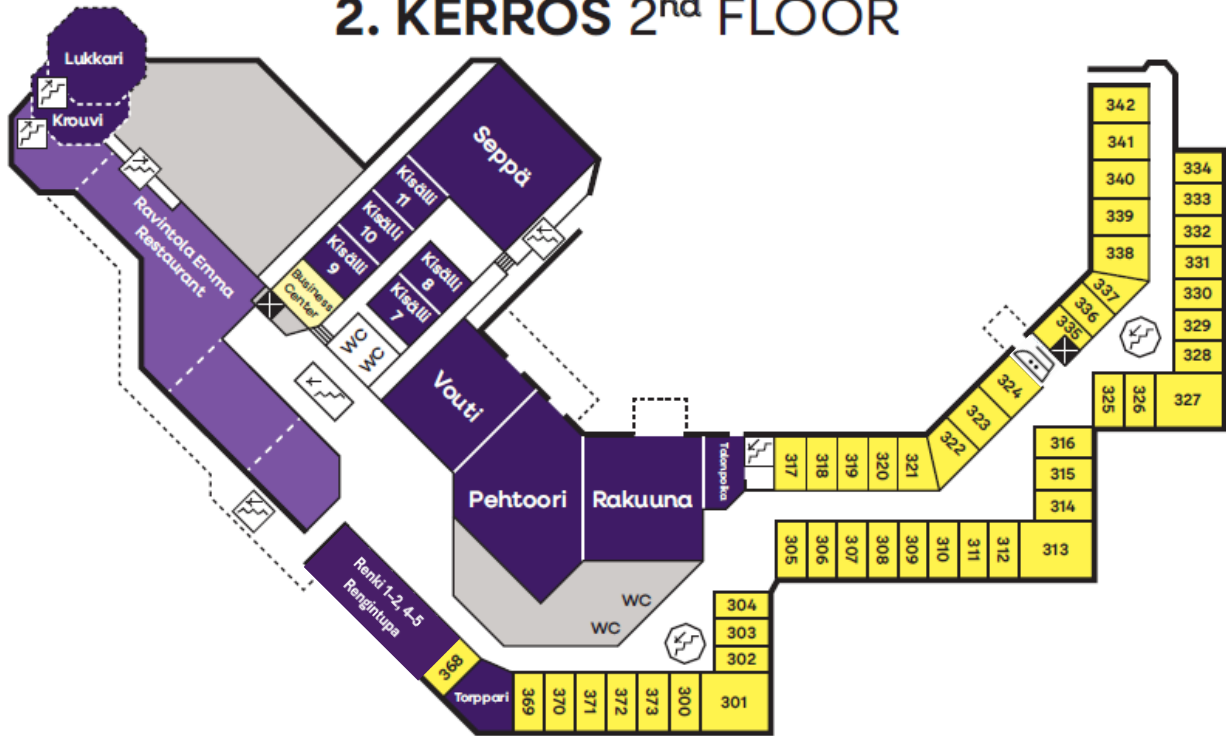 2. KERROS 2nd FLOOR
Lukkari
Krouvi
Ravintola Emma
Restaurant
Seppä
Kisälli
11
Kisälli
10
Kisälli
9
Kisälli
8
Kisälli
7
Business
Center
WC
WC
Vouti
Pehtoori
Rakuuna
Talonpoika
WC
WC
Renki 1-2, 4-5
Rengintupa
368
Torppari
369
370
371
372
373
300
301
302
303
304
305
306
307
308
309
310
311
312
313
314
315
316
317
318
319
320
321
322
323
324
325
326
327
328
329
330
331
332
333
334
335
336
337
338
339
340
341
342